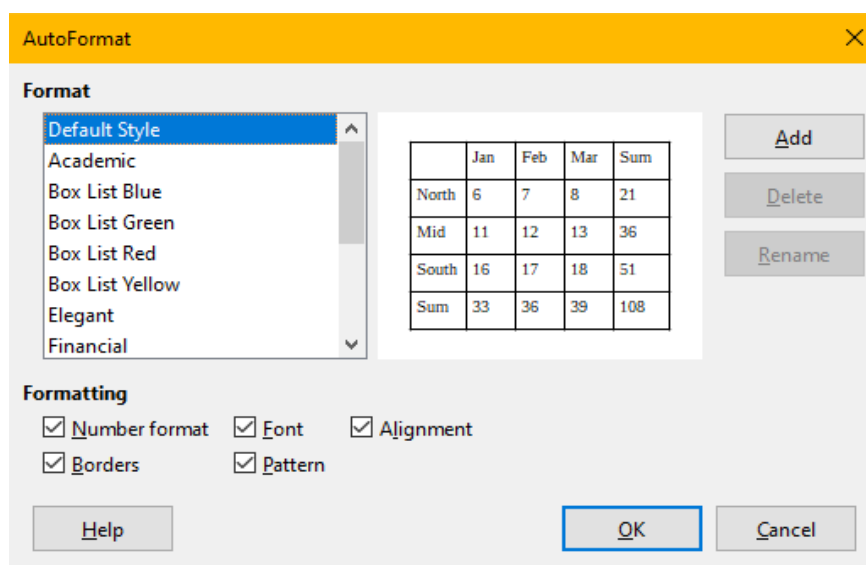 AutoFormat
Format
Default Style
Academic
Box List Blue
Box List Green
Box List Red
Box List Yellow
Elegant
Financial
Jan Feb Mar Sum
North 6 7 8 21
Mid 11 12 13 36
South 16 17 18 51
Sum 33 36 39 108
Add
Delete
Rename
Formatting
Number format Font Alignment
Borders Pattern
Help OK Cancel